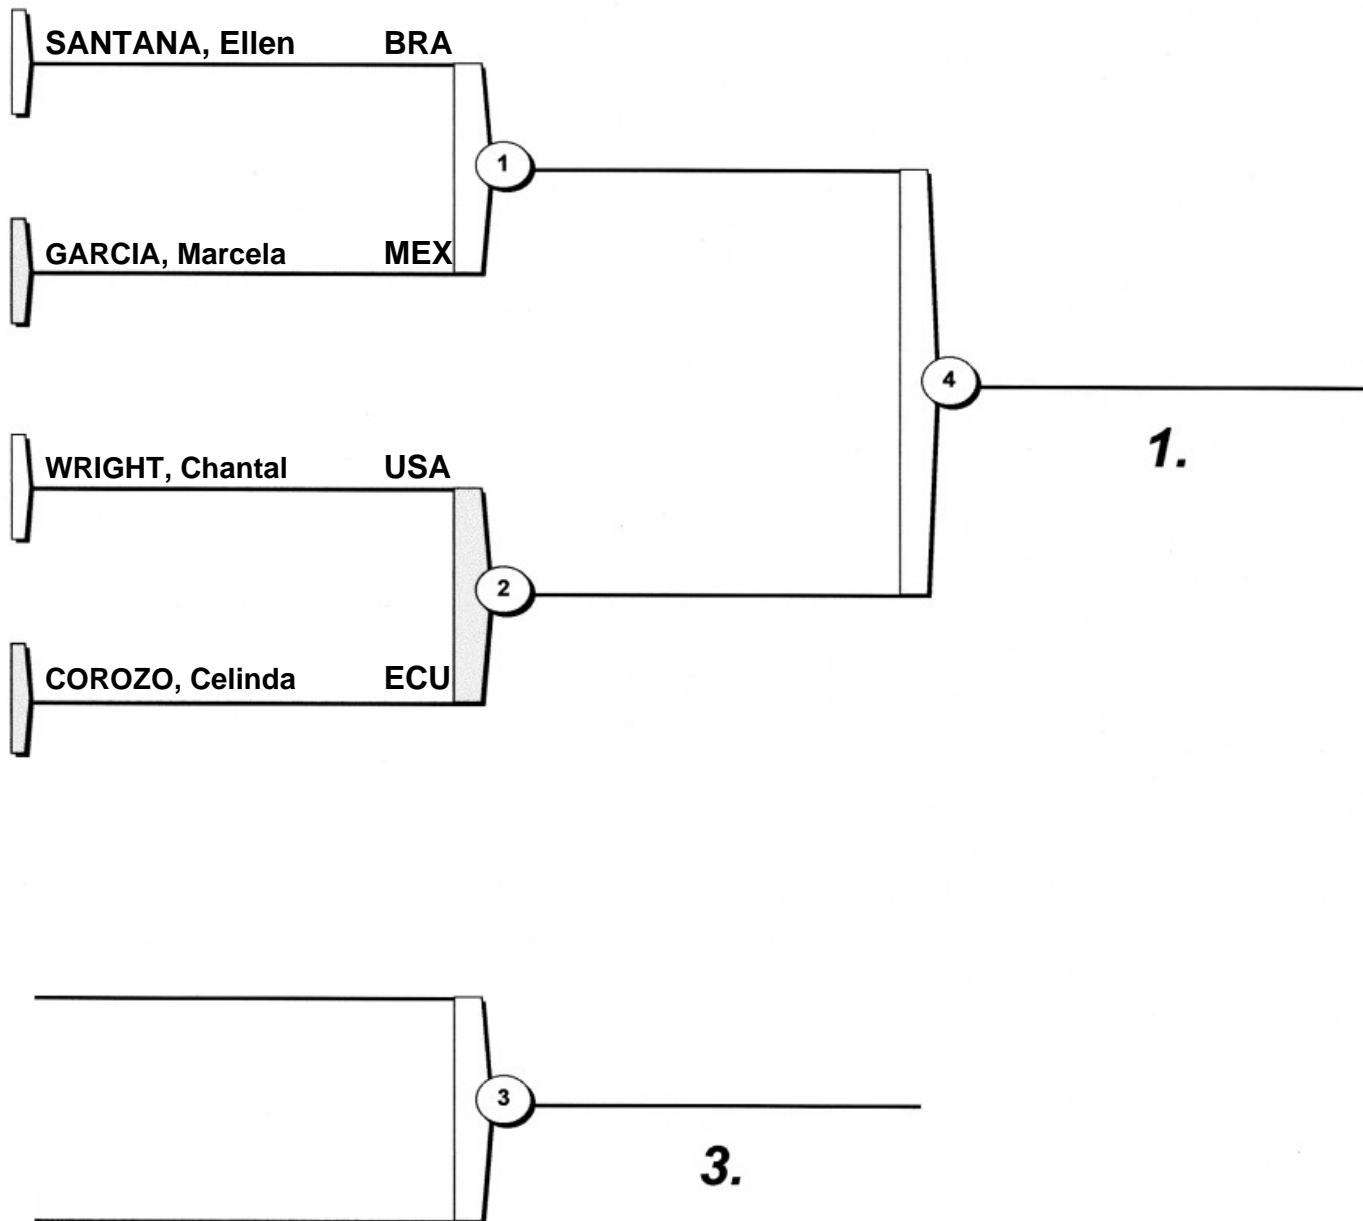 SANTANA, Ellen BRA
1
GARCIA, Marcela MEX
4
1.
WRIGHT, Chantal USA
2
COROZO, Celinda ECU
3
3.